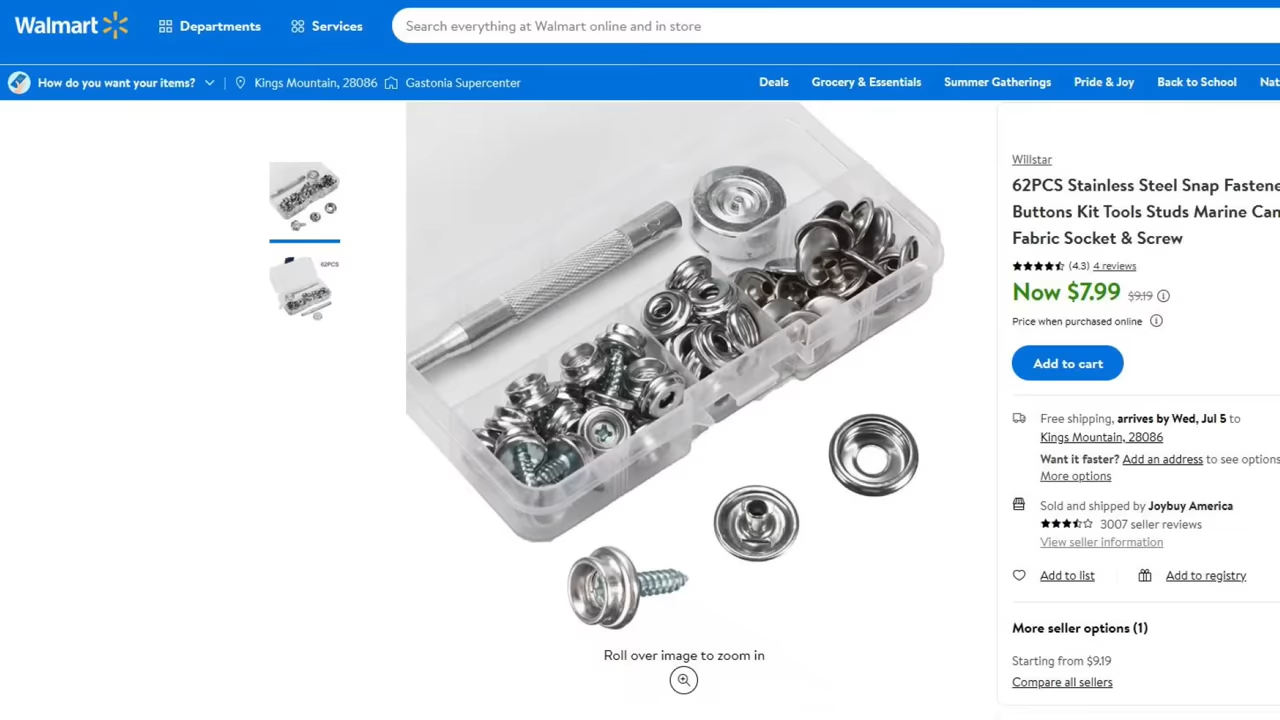 Walmart
Departments
Services
Search everything at Walmart online and in store
How do you want your items?
Kings Mountain, 28086
Gastonia Supercenter
Deals
Grocery & Essentials
Summer Gatherings
Pride & Joy
Back to School
Nat
62PCS
Willstar
62PCS Stainless Steel Snap Fastene
Buttons Kit Tools Studs Marine Can
Fabric Socket & Screw
(4.3) 4 reviews
Now $7.99 $9.19
Price when purchased online
Add to cart
Free shipping, arrives by Wed, Jul 5 to
Kings Mountain, 28086
Want it faster? Add an address to see options
More options
Sold and shipped by Joybuy America
3007 seller reviews
View seller information
Add to list
Add to registry
More seller options (1)
Starting from $9.19
Compare all sellers
Roll over image to zoom in